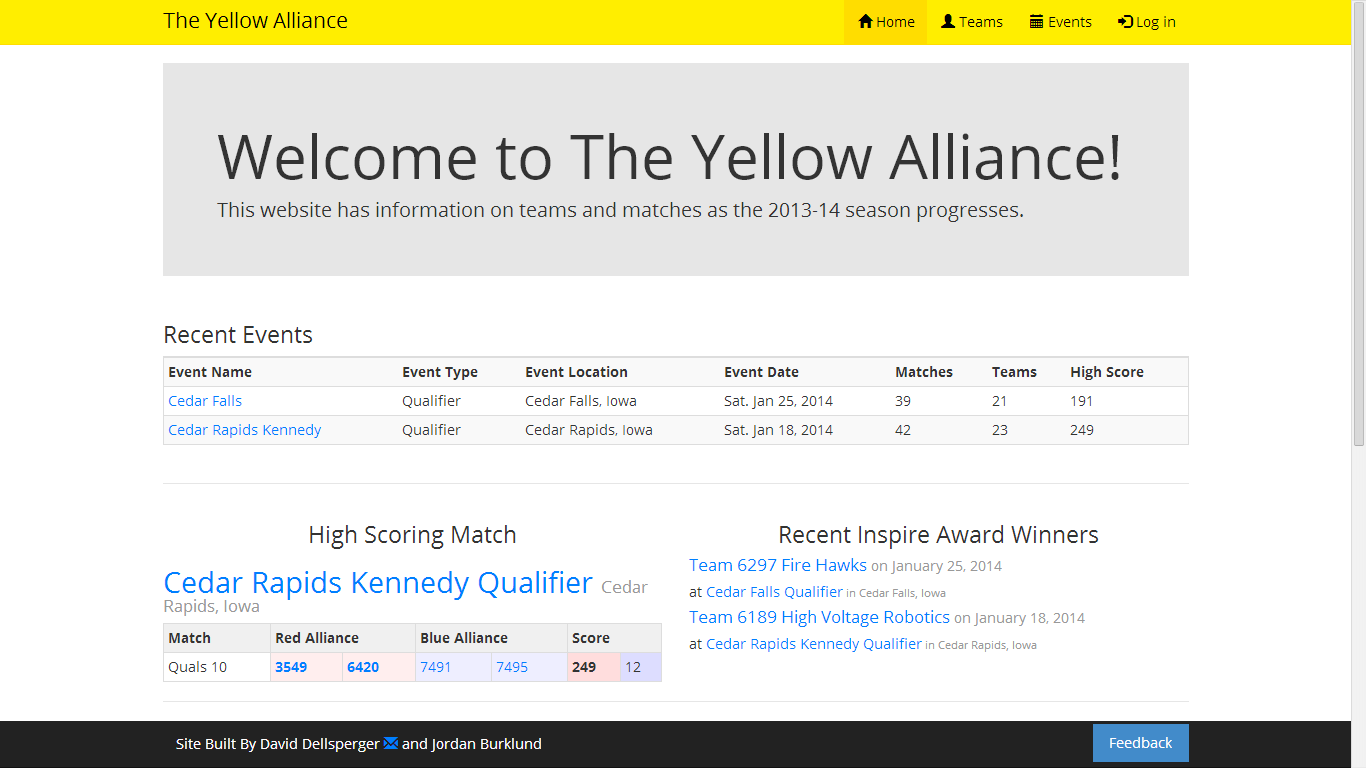 The Yellow Alliance
Home Teams Events Log in
Welcome to The Yellow Alliance!
This website has information on teams and matches as the 2013-14 season progresses.
Recent Events
Event Name Event Type Event Location Event Date Matches Teams High Score
Cedar Falls Qualifier Cedar Falls, Iowa Sat. Jan 25, 2014 39 21 191
Cedar Rapids Kennedy Qualifier Cedar Rapids, Iowa Sat. Jan 18, 2014 42 23 249
High Scoring Match
Cedar Rapids Kennedy Qualifier Cedar
Rapids, Iowa
Match Red Alliance Blue Alliance Score
Quals 10 3549 6420 7491 7495 249 12
Recent Inspire Award Winners
Team 6297 Fire Hawks on January 25, 2014
at Cedar Falls Qualifier in Cedar Falls, Iowa
Team 6189 High Voltage Robotics on January 18, 2014
at Cedar Rapids Kennedy Qualifier in Cedar Rapids, Iowa
Site Built By David Dellsperger and Jordan Burklund
Feedback